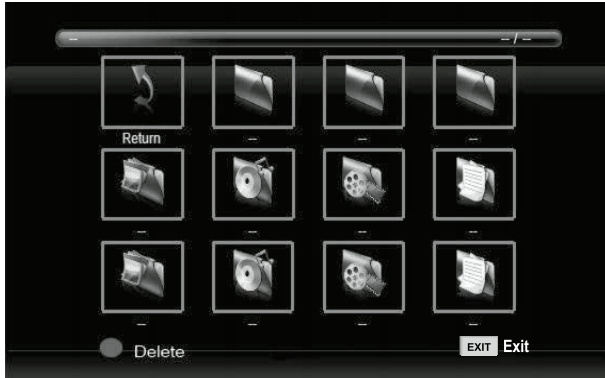 -- --/--
Return -- -- --
-- -- -- --
-- -- -- --
Delete EXIT Exit